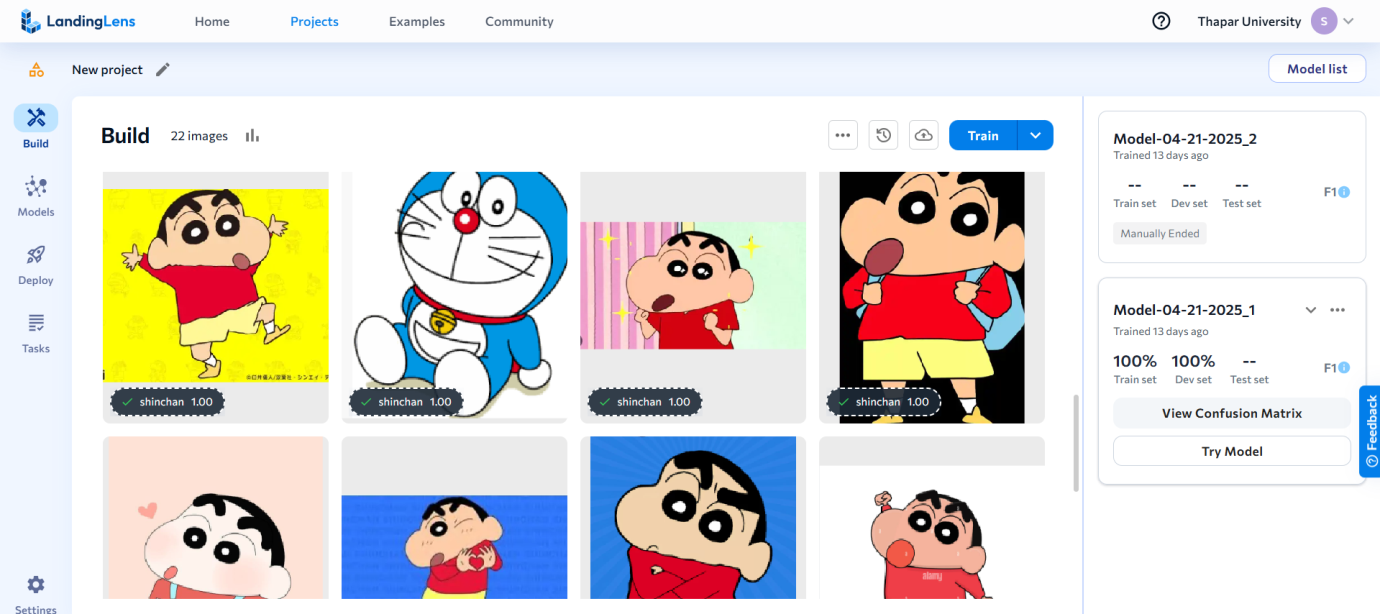 LandingLens
Home
Projects
Examples
Community
Thapar University
S
New project
Model list
Build
Models
Deploy
Tasks
Settings
Build
22 images
Train
shinchan 1.00
shinchan 1.00
shinchan 1.00
shinchan 1.00
alamy
Model-04-21-2025_2
Trained 13 days ago
-- -- --
Train set Dev set Test set
F1
Manually Ended
Model-04-21-2025_1
Trained 13 days ago
100% 100% --
Train set Dev set Test set
F1
View Confusion Matrix
Try Model
Feedback